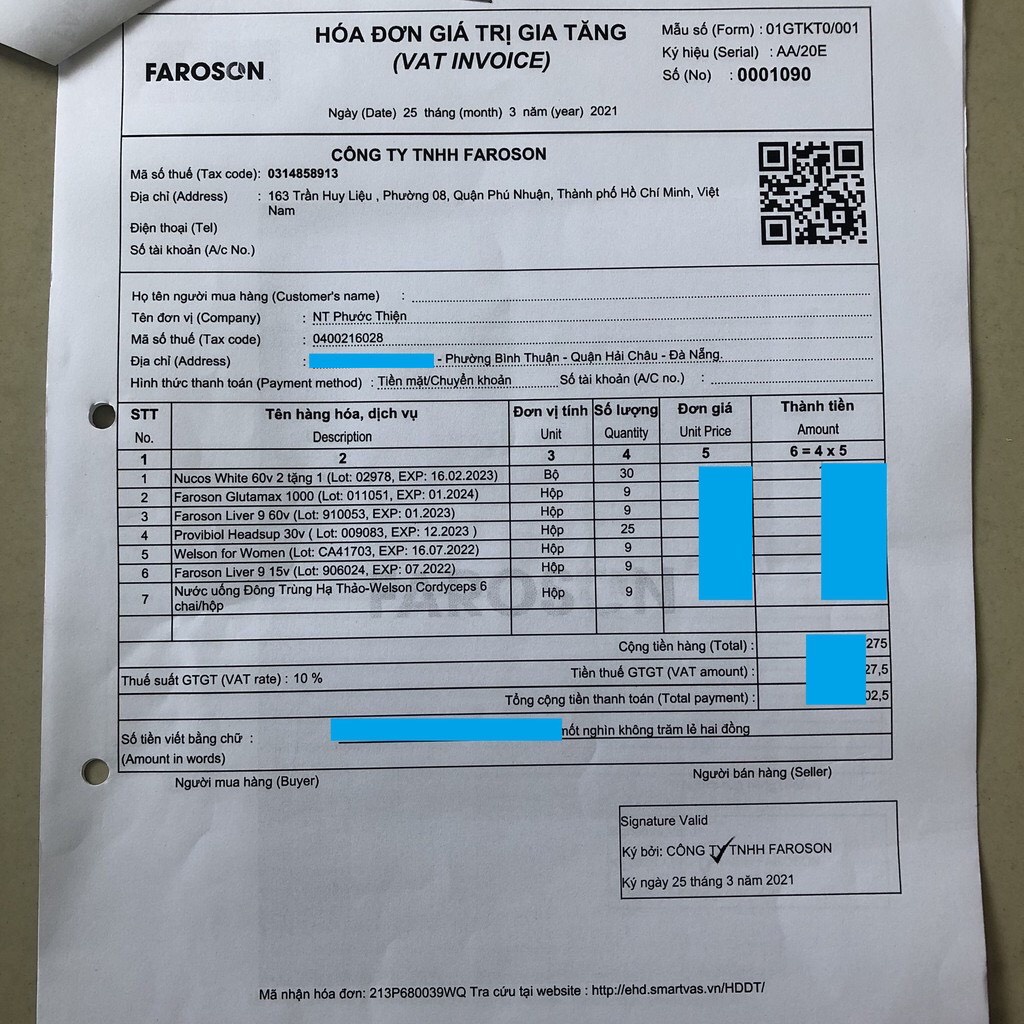 FAROSON
HÓA ĐƠN GIÁ TRỊ GIA TĂNG
(VAT INVOICE)
Ngày (Date) 25 tháng (month) 3 năm (year) 2021
Mẫu số (Form) : 01GTKT0/001
Ký hiệu (Serial) : AA/20E
Số (No) : 0001090
CÔNG TY TNHH FAROSON
Mã số thuế (Tax code): 0314858913
Địa chỉ (Address) : 163 Trần Huy Liệu , Phường 08, Quận Phú Nhuận, Thành phố Hồ Chí Minh, Việt
Nam
Điện thoại (Tel)
Số tài khoản (A/c No.)
Họ tên người mua hàng (Customer's name) :
Tên đơn vị (Company) : NT Phước Thiện
Mã số thuế (Tax code) : 0400216028
Địa chỉ (Address) : - Phường Bình Thuận - Quận Hải Châu - Đà Nẵng.
Hình thức thanh toán (Payment method) : Tiền mặt/Chuyển khoản Số tài khoản (A/C no.) :
STT Tên hàng hóa, dịch vụ Đơn vị tính Số lượng Đơn giá Thành tiền
No. Description Unit Quantity Unit Price Amount
1 2 3 4 5 6 = 4 x 5
1 Nucos White 60v 2 tặng 1 (Lot: 02978, EXP: 16.02.2023) Bộ 30
2 Faroson Glutamax 1000 (Lot: 011051, EXP: 01.2024) Hộp 9
3 Faroson Liver 9 60v (Lot: 910053, EXP: 01.2023) Hộp 9
4 Provibiol Headsup 30v ( Lot: 009083, EXP: 12.2023 ) Hộp 25
5 Welson for Women (Lot: CA41703, EXP: 16.07.2022) Hộp 9
6 Faroson Liver 9 15v (Lot: 906024, EXP: 07.2022) Hộp 9
7 Nước uống Đông Trùng Hạ Thảo-Welson Cordyceps 6 Hộp 9
chai/hộp
FAROSON
Cộng tiền hàng (Total) : 275
Thuế suất GTGT (VAT rate) : 10 % Tiền thuế GTGT (VAT amount) : 27,5
Tổng cộng tiền thanh toán (Total payment) : 02,5
Số tiền viết bằng chữ : mốt nghìn không trăm lẻ hai đồng
(Amount in words)
Người mua hàng (Buyer) Người bán hàng (Seller)
Signature Valid
Ký bởi: CÔNG TY TNHH FAROSON
Ký ngày 25 tháng 3 năm 2021
Mã nhận hóa đơn: 213P680039WQ Tra cứu tại website : http://ehd.smartvas.vn/HDDT/